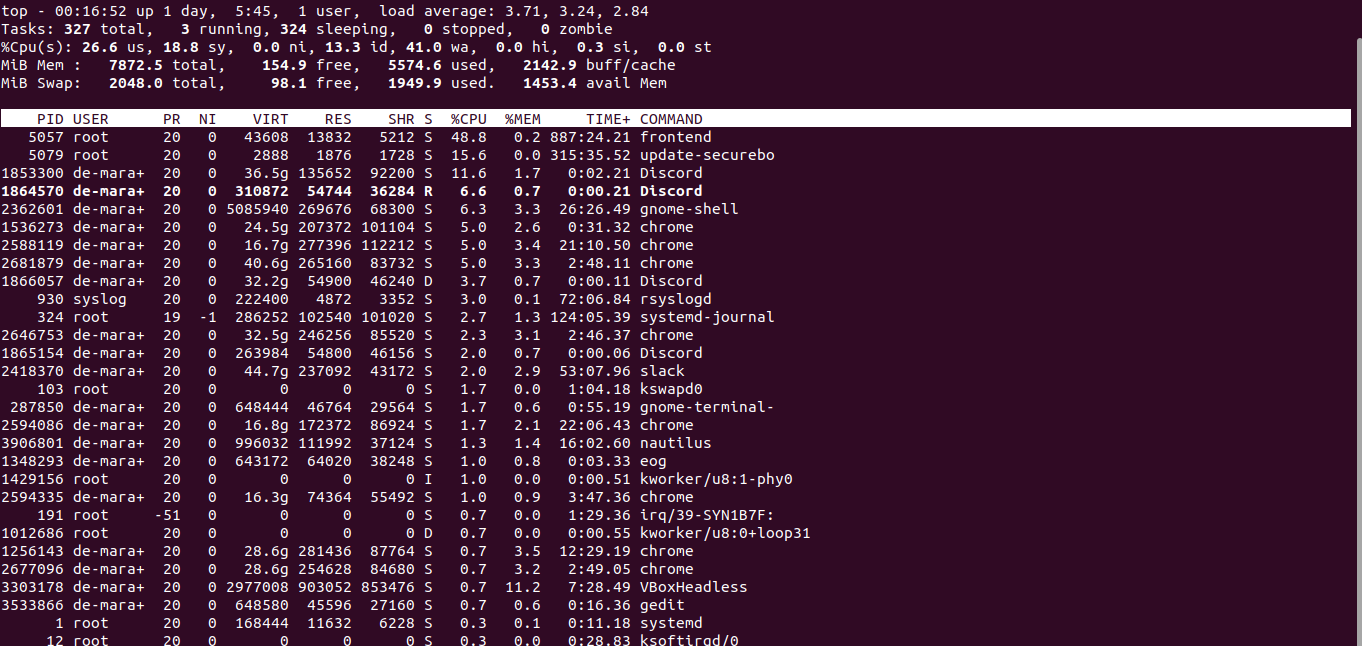 top - 00:16:52 up 1 day,  5:45,  1 user,  load average: 3.71, 3.24, 2.84
Tasks: 327 total,   3 running, 324 sleeping,   0 stopped,   0 zombie
%Cpu(s): 26.6 us, 18.8 sy,  0.0 ni, 13.3 id, 41.0 wa,  0.0 hi,  0.3 si,  0.0 st
MiB Mem :   7872.5 total,    154.9 free,   5574.6 used,   2142.9 buff/cache
MiB Swap:   2048.0 total,     98.1 free,   1949.9 used.   1453.4 avail Mem
PID USER      PR  NI    VIRT    RES    SHR S  %CPU  %MEM     TIME+ COMMAND
5057 root      20   0   43608  13832   5212 S  48.8   0.2 887:24.21 frontend
5079 root      20   0    2888   1876   1728 S  15.6   0.0 315:35.52 update-securebo
1853300 de-mara+  20   0   36.5g 135652  92200 S  11.6   1.7   0:02.21 Discord
1864570 de-mara+  20   0  310872  54744  36284 R   6.6   0.7   0:00.21 Discord
2362601 de-mara+  20   0 5085940 269676  68300 S   6.3   3.3  26:26.49 gnome-shell
1536273 de-mara+  20   0   24.5g 207372 101104 S   5.0   2.6   0:31.32 chrome
2588119 de-mara+  20   0   16.7g 277396 112212 S   5.0   3.4  21:10.50 chrome
2681879 de-mara+  20   0   40.6g 265160  83732 S   5.0   3.3   2:48.11 chrome
1866057 de-mara+  20   0   32.2g  54900  46240 D   3.7   0.7   0:00.11 Discord
930 syslog    20   0  222400   4872   3352 S   3.0   0.1  72:06.84 rsyslogd
324 root      19  -1  286252 102540 101020 S   2.7   1.3 124:05.39 systemd-journal
2646753 de-mara+  20   0   32.5g 246256  85520 S   2.3   3.1   2:46.37 chrome
1865154 de-mara+  20   0  263984  54800  46156 S   2.0   0.7   0:00.06 Discord
2418370 de-mara+  20   0   44.7g 237092  43172 S   2.0   2.9  53:07.96 slack
103 root      20   0       0      0      0 S   1.7   0.0   1:04.18 kswapd0
287850 de-mara+  20   0  648444  46764  29564 S   1.7   0.6   0:55.19 gnome-terminal-
2594086 de-mara+  20   0   16.8g 172372  86924 S   1.7   2.1  22:06.43 chrome
3906801 de-mara+  20   0  996032 111992  37124 S   1.3   1.4  16:02.60 nautilus
1348293 de-mara+  20   0  643172  64020  38248 S   1.0   0.8   0:03.33 eog
1429156 root      20   0       0      0      0 I   1.0   0.0   0:00.51 kworker/u8:1-phy0
2594335 de-mara+  20   0   16.3g  74364  55492 S   1.0   0.9   3:47.36 chrome
191 root     -51   0       0      0      0 S   0.7   0.0   1:29.36 irq/39-SYN1B7F:
1012686 root      20   0       0      0      0 D   0.7   0.0   0:00.55 kworker/u8:0+loop31
1256143 de-mara+  20   0   28.6g 281436  87764 S   0.7   3.5  12:29.19 chrome
2677096 de-mara+  20   0   28.6g 254628  84680 S   0.7   3.2   2:49.05 chrome
3303178 de-mara+  20   0 2977008 903052 853476 S   0.7  11.2   7:28.49 VBoxHeadless
3533866 de-mara+  20   0  648580  45596  27160 S   0.7   0.6   0:16.36 gedit
1 root      20   0  168444  11632   6228 S   0.3   0.1   0:11.18 systemd
12 root      20   0       0      0      0 S   0.3   0.0   0:28.83 ksoftirqd/0